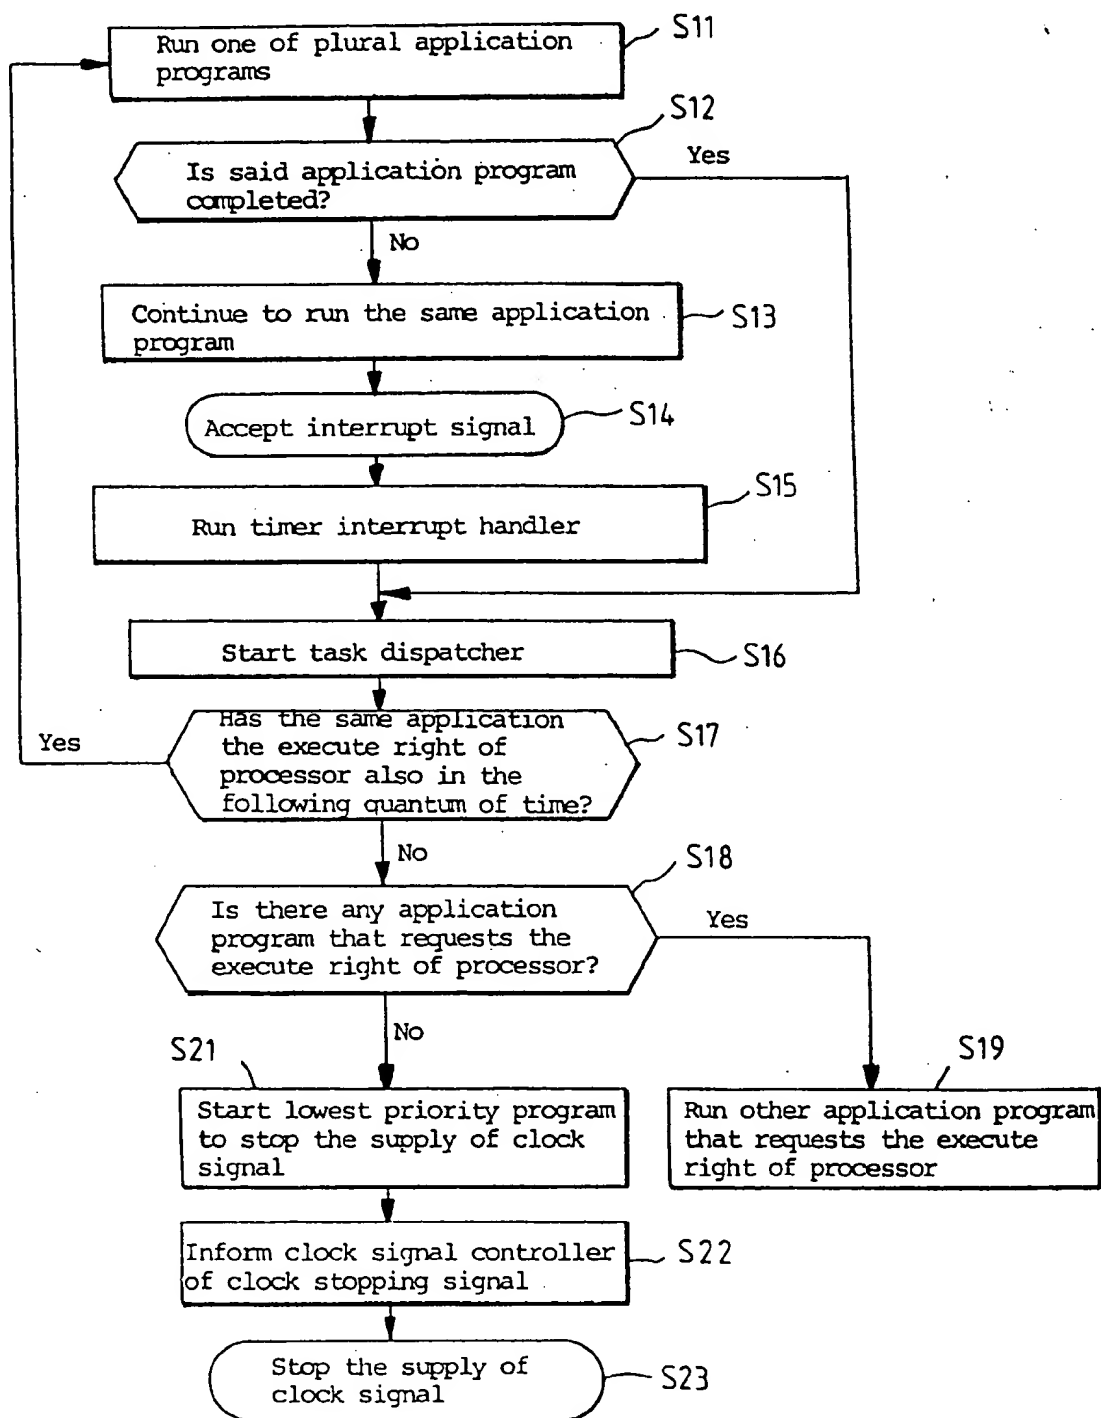 Run one of plural application
programs
S11
Is said application program
completed?
S12
Yes
No
Continue to run the same application
program
S13
Accept interrupt signal
S14
Run timer interrupt handler
S15
Start task dispatcher
S16
Has the same application
the execute right of
processor also in the
following quantum of time?
S17
Yes
No
Is there any application
program that requests the
execute right of processor?
S18
Yes
No
S19
Run other application program
that requests the execute
right of processor
S21
Start lowest priority program
to stop the supply of clock
signal
Inform clock signal controller
of clock stopping signal
S22
Stop the supply of
clock signal
S23